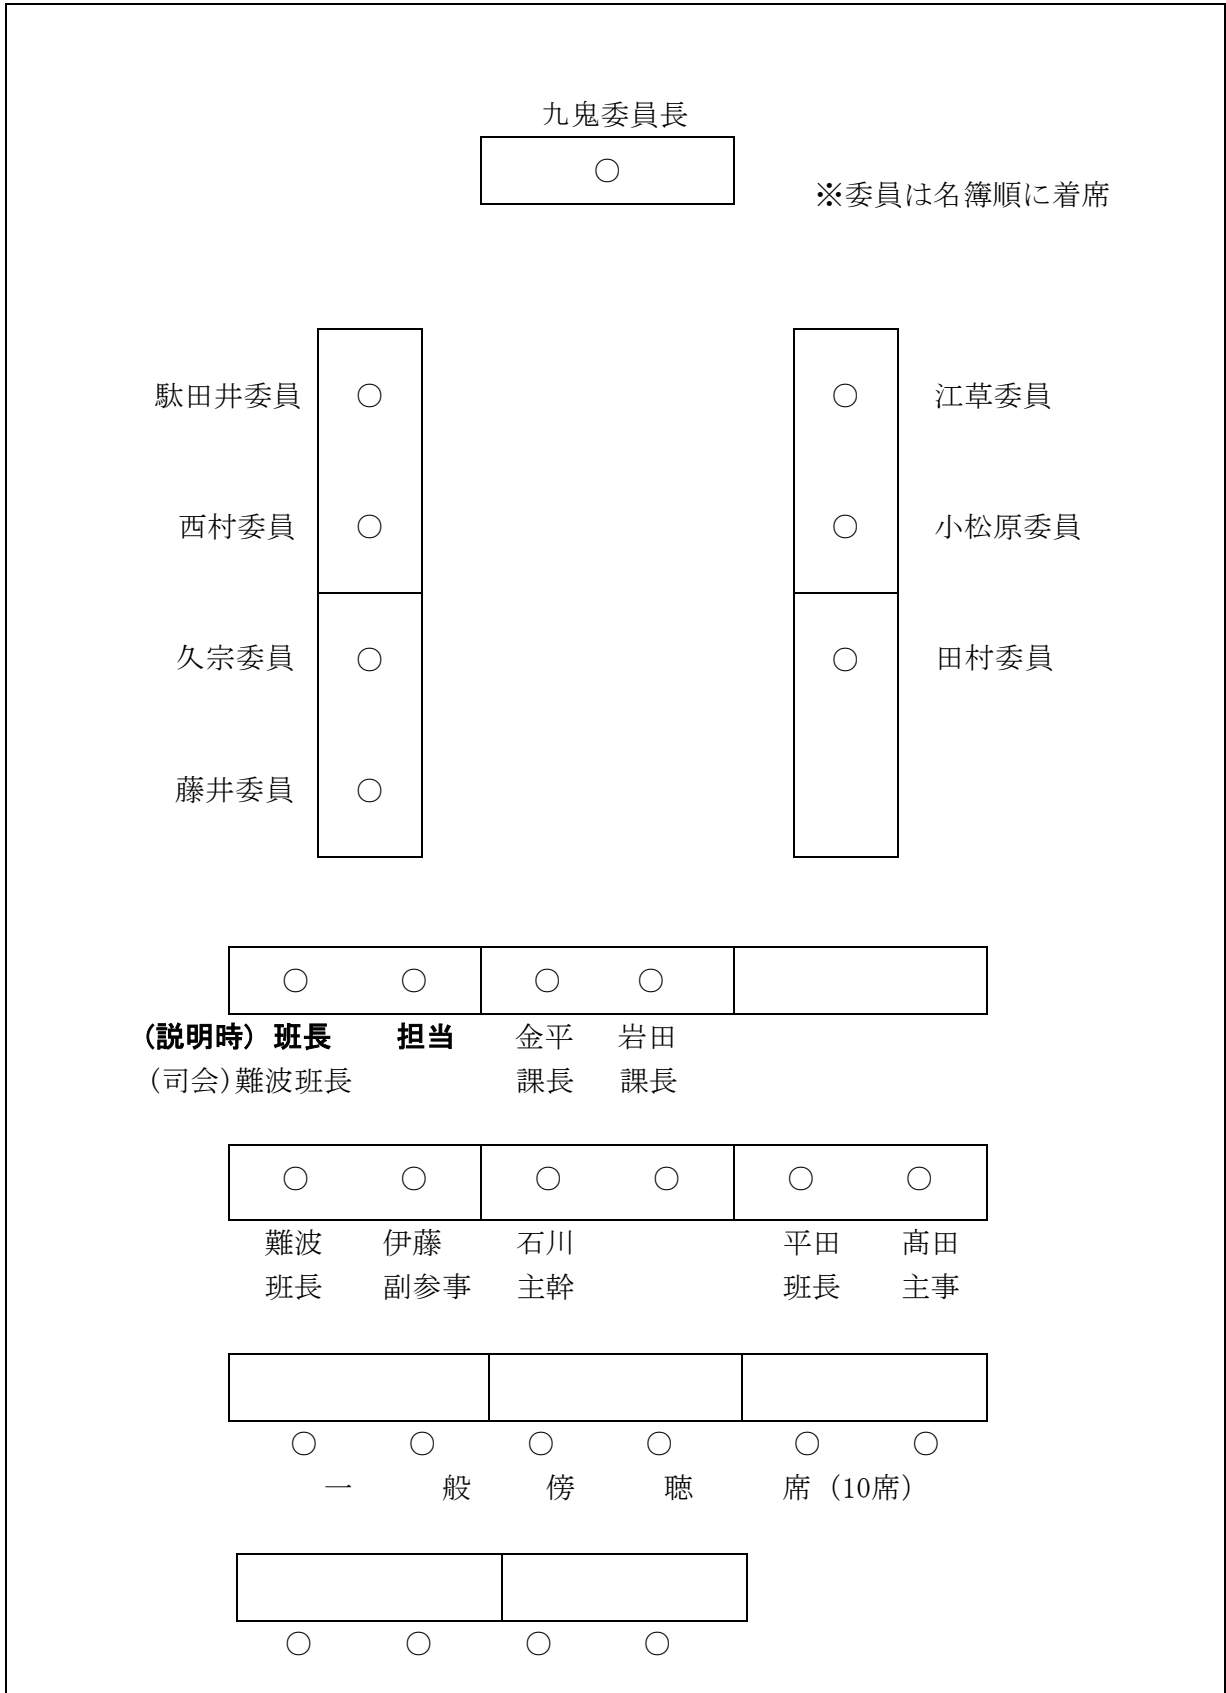 九鬼委員長
○
※委員は名簿順に着席
駄田井委員 ○ ○ 江草委員
西村委員 ○ ○ 小松原委員
久宗委員 ○ ○ 田村委員
藤井委員 ○
○ ○ ○ ○
(説明時) 班長 担当 金平 岩田
(司会)難波班長 課長 課長
○ ○ ○ ○ ○ ○
難波 伊藤 石川 平田 髙田
班長 副参事 主幹 班長 主事
○ ○ ○ ○ ○ ○
一 般 傍 聴 席 (10席)
○ ○ ○ ○